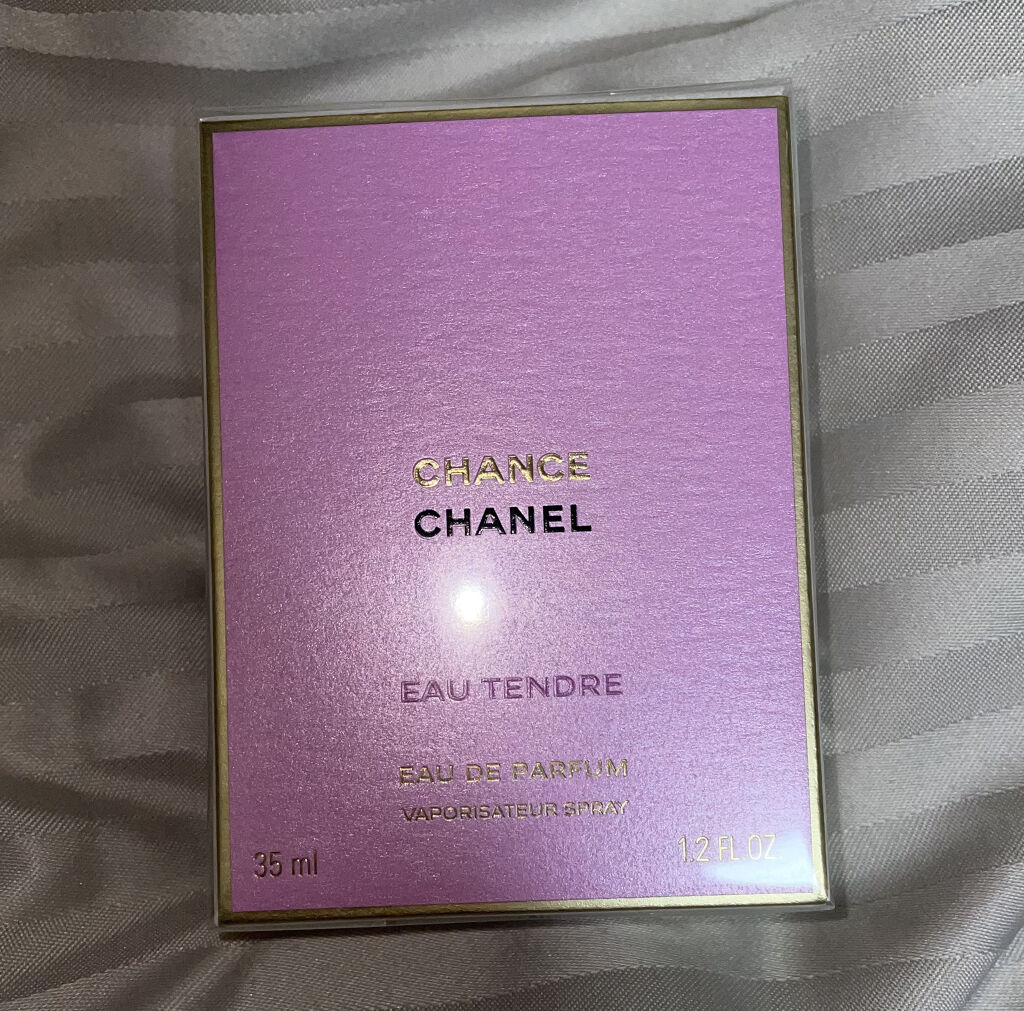 CHANCE
CHANEL
EAU TENDRE
EAU DE PARFUM
VAPORISATEUR SPRAY
35 ml
1.2 FL.OZ.